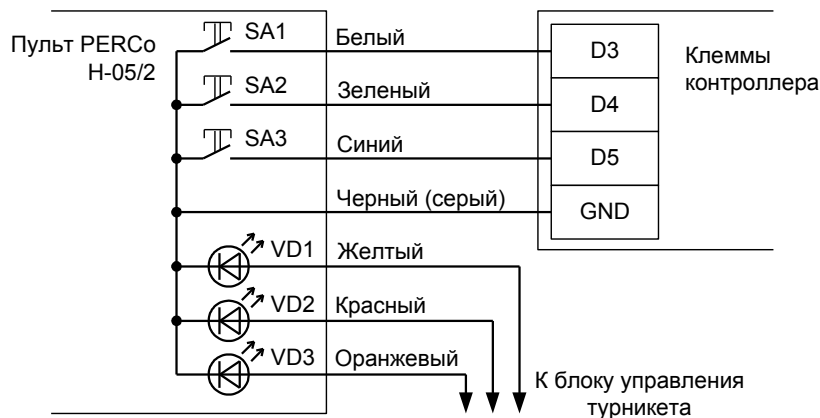 Пульт PERCo
H-05/2
SA1
Белый
D3
Клеммы
контроллера
SA2
Зеленый
D4
SA3
Синий
D5
Черный (серый)
GND
VD1
Желтый
VD2
Красный
VD3
Оранжевый
К блоку управления
турникета